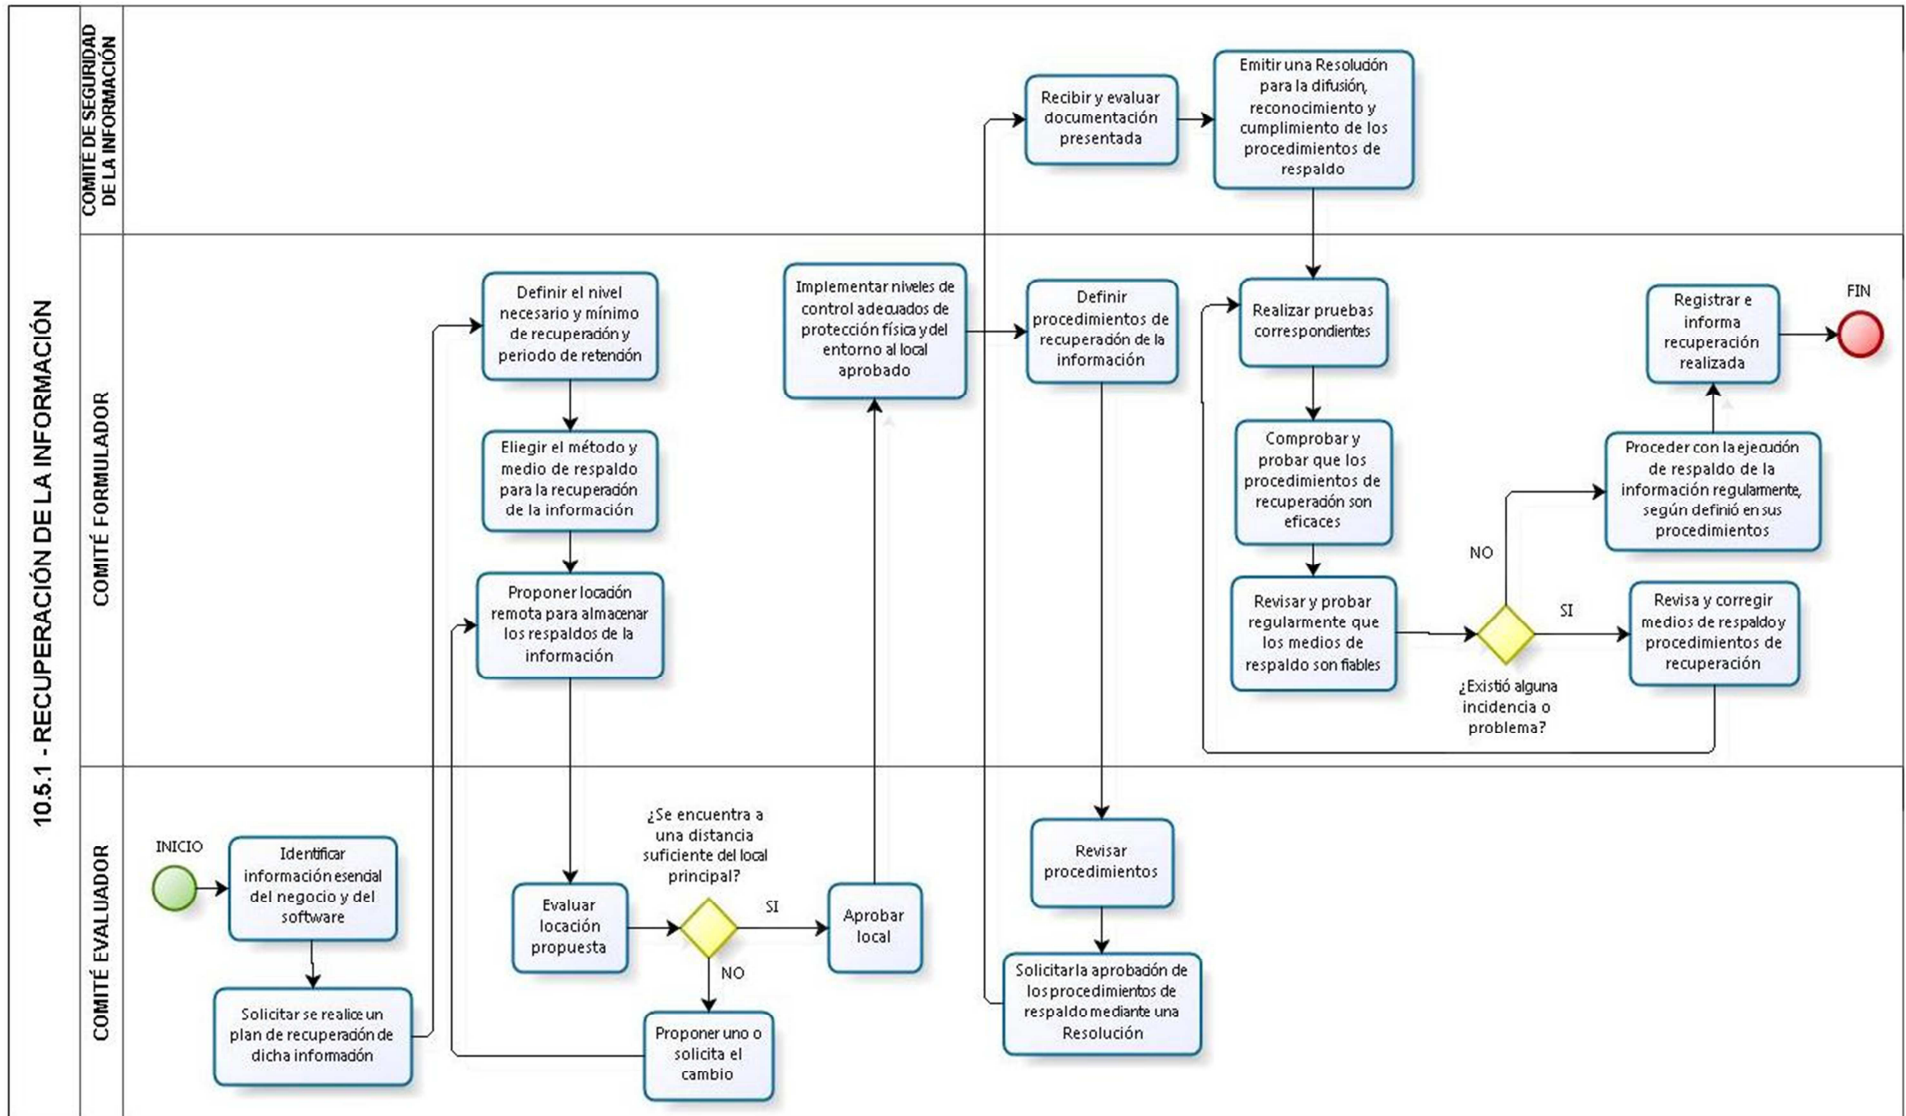 10.5.1 - RECUPERACIÓN DE LA INFORMACIÓN
COMITÉ DE SEGURIDAD
DE LA INFORMACIÓN
Recibir y evaluar
documentación
presentada
Emitir una Resolución
para la difusión,
reconocimiento y
cumplimiento de los
procedimientos de
respaldo
COMITÉ FORMULADOR
Definir el nivel
necesario y mínimo
de recuperación y
periodo de retención
Eliegir el método y
medio de respaldo
para la recuperación
de la información
Proponer locación
remota para almacenar
los respaldos de la
información
Implementar niveles de
control adecuados de
protección física y del
entorno al local
aprobado
Definir
procedimientos de
recuperación de la
información
Realizar pruebas
correspondientes
Comprobar y
probar que los
procedimientos de
recuperación son
eficaces
Revisar y probar
regularmente que
los medios de
respaldo son fiables
¿Existió alguna
incidencia o
problema?
NO
SI
Proceder con la ejecución
de respaldo de la
información regularmente,
según definió en sus
procedimientos
Revisa y corregir
medios de respaldo y
procedimientos de
recuperación
Registrar e
informa
recuperación
realizada
FIN
COMITÉ EVALUADOR
INICIO
Identificar
información esencial
del negocio y del
software
Solicitar se realice un
plan de recuperación de
dicha información
Evaluar
locación
propuesta
¿Se encuentra a
una distancia
suficiente del local
principal?
SI
NO
Aprobar
local
Proponer uno o
solicita el
cambio
Revisar
procedimientos
Solicitar la aprobación de
los procedimientos de
respaldo mediante una
Resolución